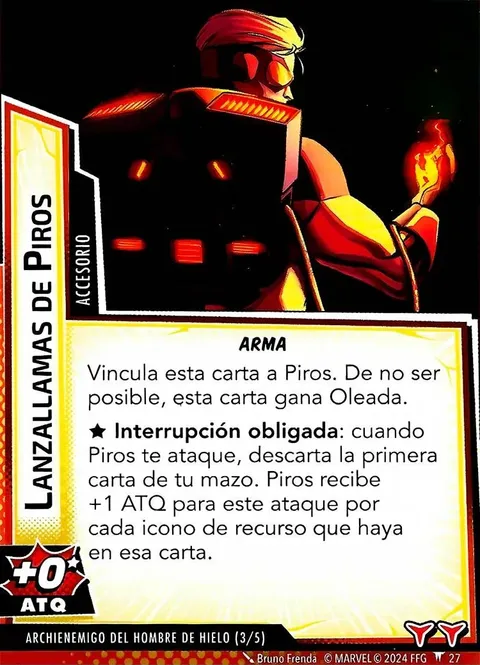 LANZALLAMAS DE PIROS
ACCESORIO
ARMA
Vincula esta carta a Piros. De no ser
posible, esta carta gana Oleada.
★ Interrupción obligada: cuando
Piros te ataque, descarta la primera
carta de tu mazo. Piros recibe
+1 ATQ para este ataque por
cada icono de recurso que haya
en esa carta.
+0★
ATQ
ARCHIENEMIGO DEL HOMBRE DE HIELO (3/5)
Bruno Frenda © MARVEL © 2024 FFG 27